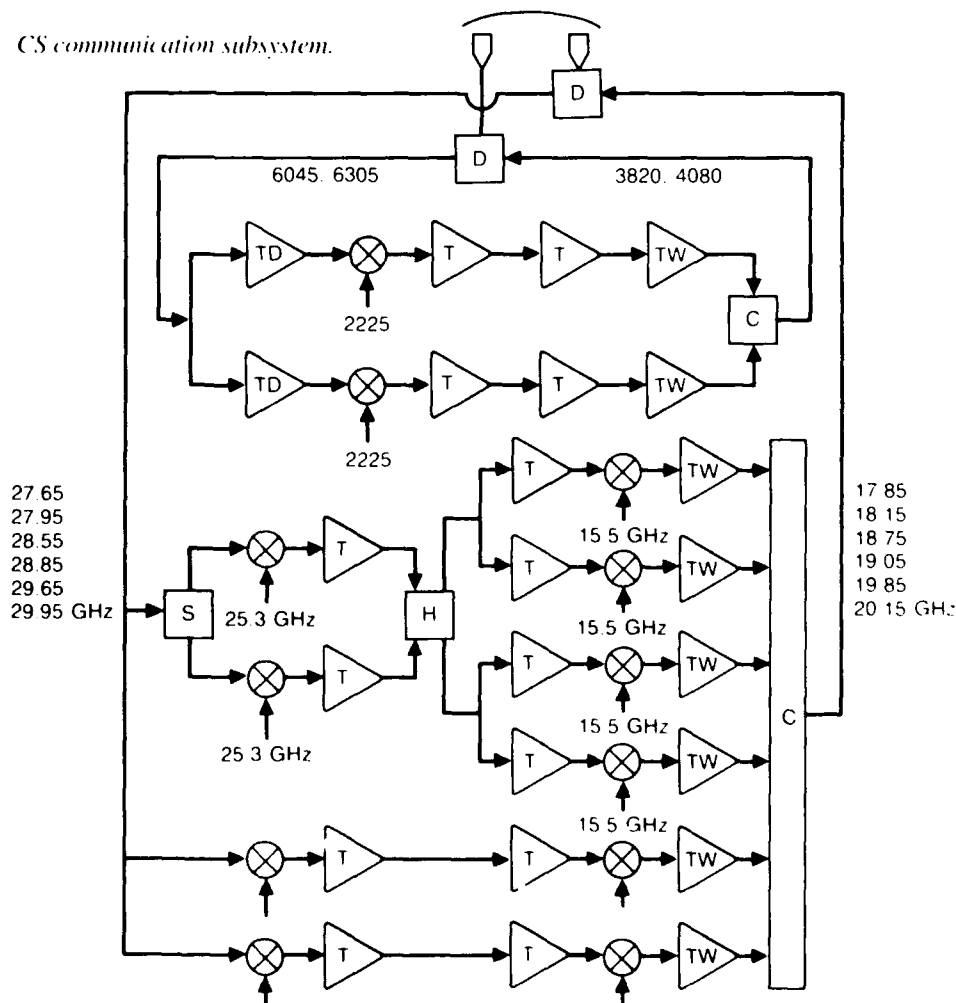 CS communication subsystem.
D
D
6045. 6305
3820. 4080
TD T T TW
2225
C
TD T T TW
2225
T TW
27.65
27.95
28.55
28.85
29.65
29.95 GHz
17 85
18 15
18 75
19 05
19 85
20 15 GHz
15 5 GHz
T T TW
S
25.3 GHz
H
15.5 GHz
T T TW
25 3 GHz
C
15 5 GHz
T TW
15 5 GHz
T T TW
T T TW